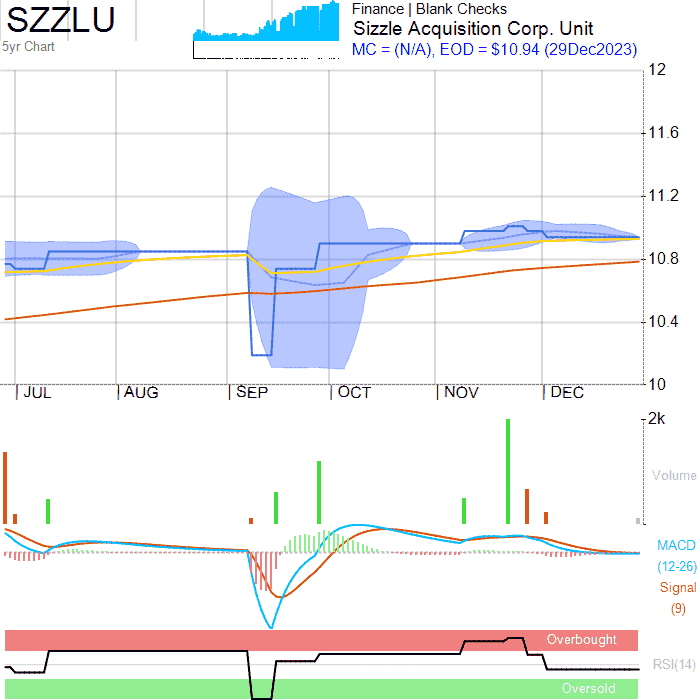 SZZLU
5yr Chart
Finance | Blank Checks
Sizzle Acquisition Corp. Unit
MC = (N/A), EOD = $10.94 (29Dec2023)
12
11.6
11.2
10.8
10.4
10
JUL AUG SEP OCT NOV DEC
2k
Volume
MACD
(12-26)
Signal
(9)
Overbought
RSI(14)
Oversold